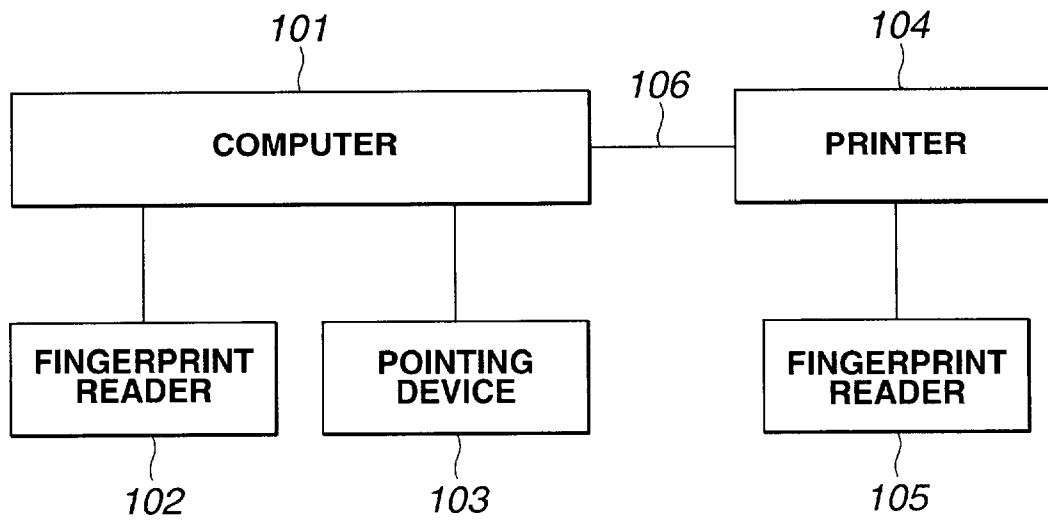 101
104
106
COMPUTER
PRINTER
FINGERPRINT
READER
POINTING
DEVICE
FINGERPRINT
READER
102
103
105